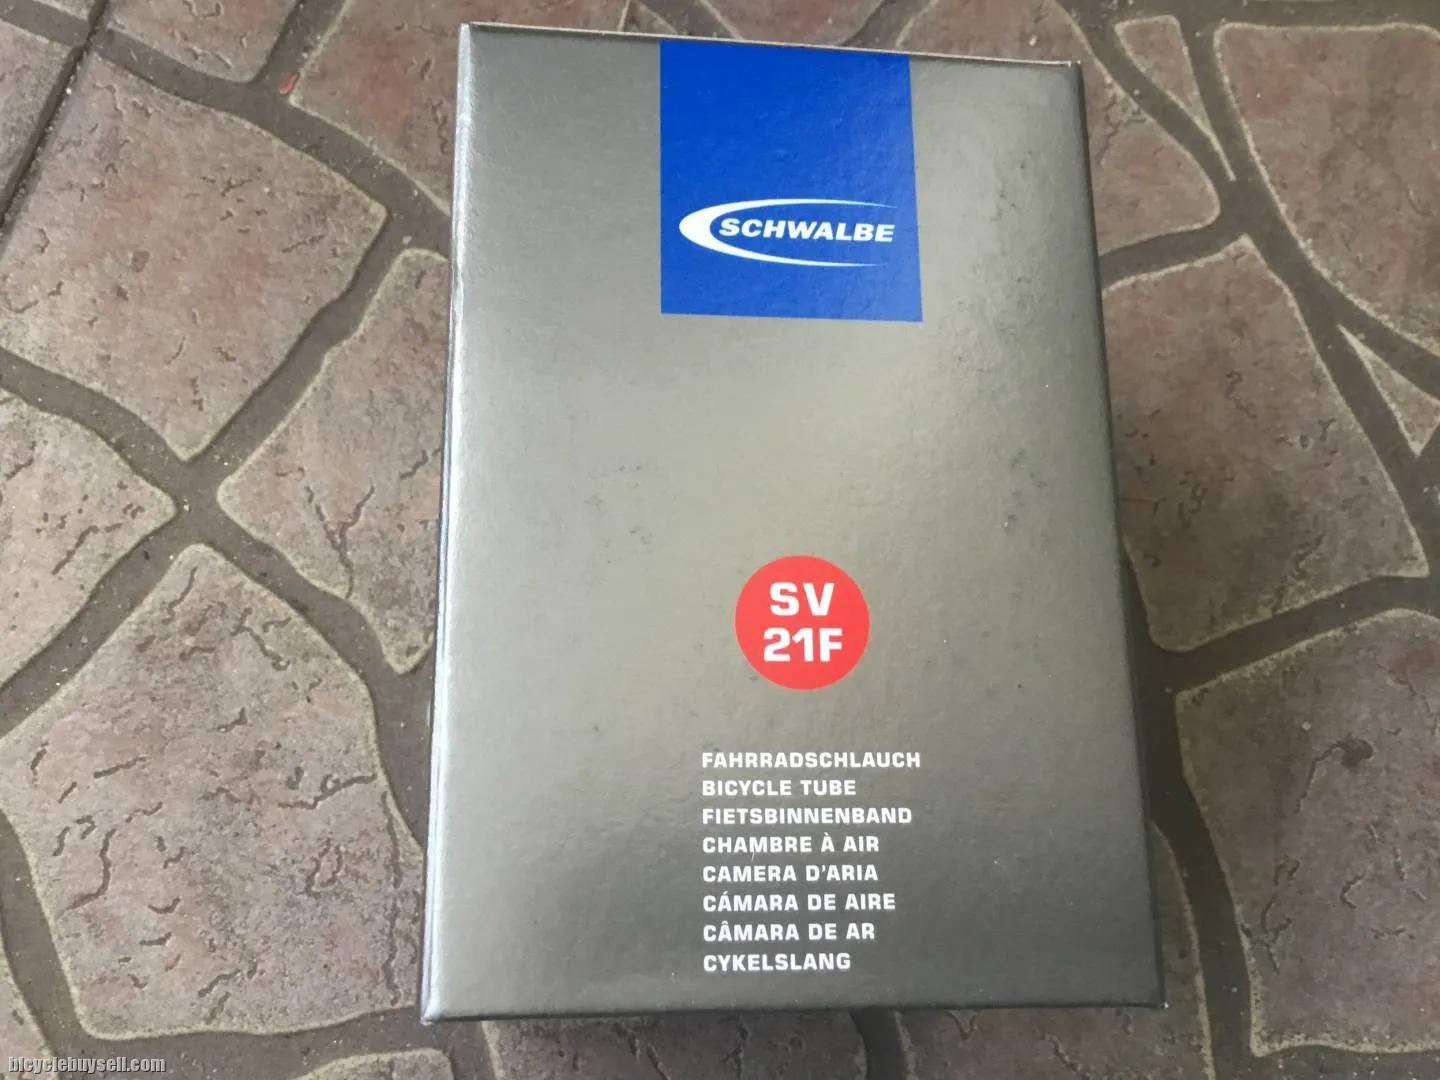 SCHWALBE
SV
21F
FAHRRADSCHLAUCH
BICYCLE TUBE
FIETSBINNENBAND
CHAMBRE À AIR
CAMERA D'ARIA
CÁMARA DE AIRE
CÂMARA DE AR
CYKELSLANG
bicyclebuysell.com